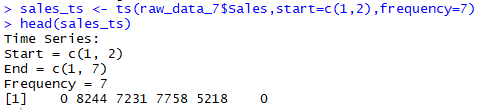 > sales_ts <- ts(raw_data_7$Sales,start=c(1,2),frequency=7)
> head(sales_ts)
Time Series:
Start = c(1, 2)
End = c(1, 7)
Frequency = 7
[1]    0 8244 7231 7758 5218    0